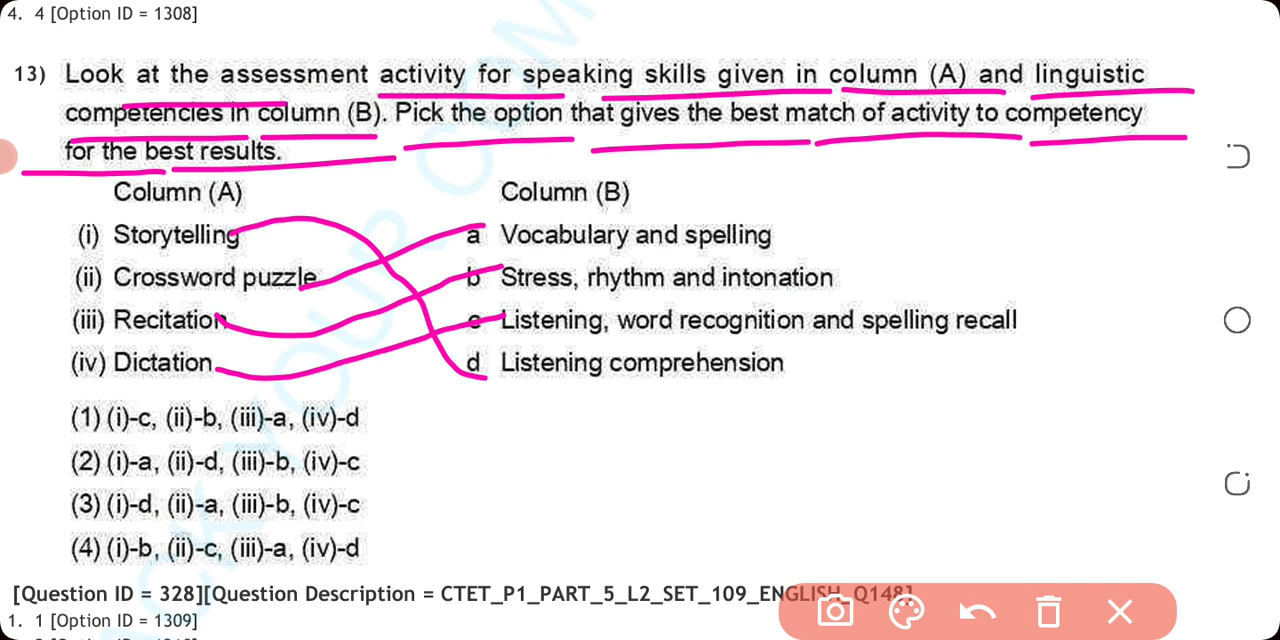 4. 4 [Option ID = 1308]
13) Look at the assessment activity for speaking skills given in column (A) and linguistic
competencies in column (B). Pick the option that gives the best match of activity to competency
for the best results.
Column (A) Column (B)
(i) Storytelling a Vocabulary and spelling
(ii) Crossword puzzle b Stress, rhythm and intonation
(iii) Recitation c Listening, word recognition and spelling recall
(iv) Dictation d Listening comprehension
(1) (i)-c, (ii)-b, (iii)-a, (iv)-d
(2) (i)-a, (ii)-d, (iii)-b, (iv)-c
(3) (i)-d, (ii)-a, (iii)-b, (iv)-c
(4) (i)-b, (ii)-c, (iii)-a, (iv)-d
[Question ID = 328][Question Description = CTET_P1_PART_5_L2_SET_109_ENGLISH_Q148]
1. 1 [Option ID = 1309]